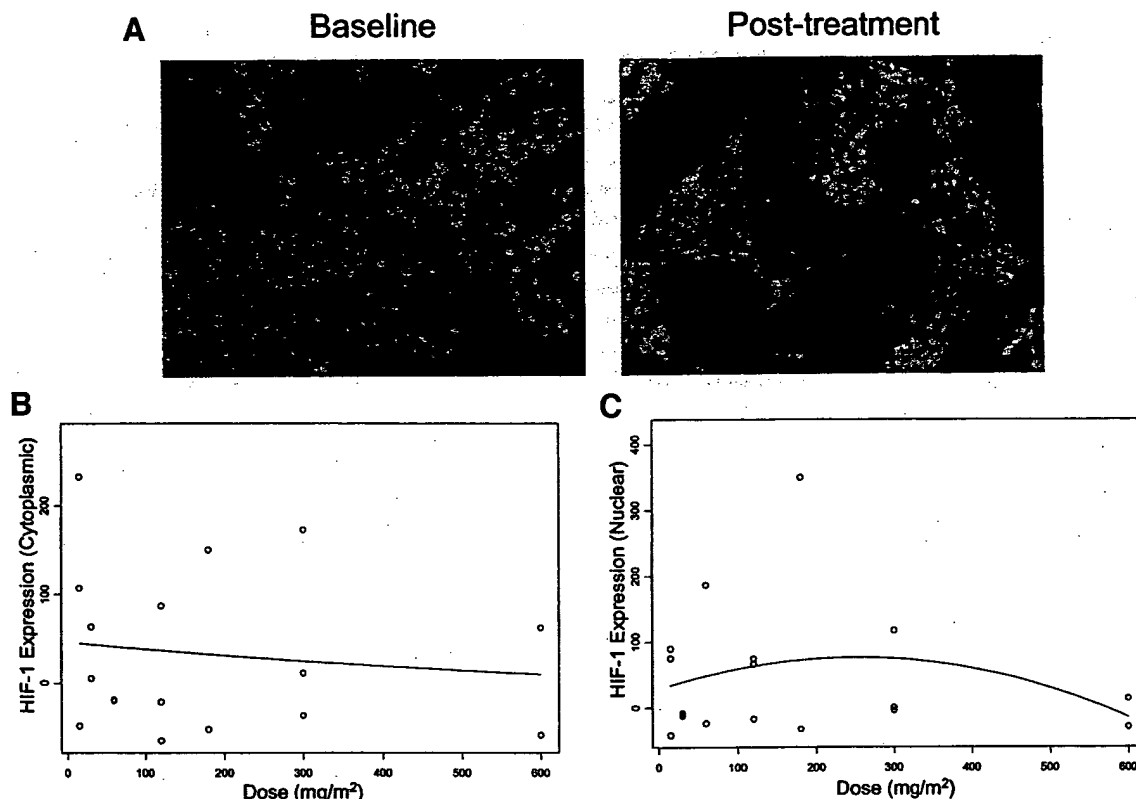 A
Baseline
Post-treatment
B
HIF-1 Expression (Cytoplasmic)
200
100
0
0 100 200 300 400 500 600
Dose (mg/m²)
C
HIF-1 Expression (Nuclear)
400
300
200
100
0
0 100 200 300 400 500 600
Dose (mg/m²)